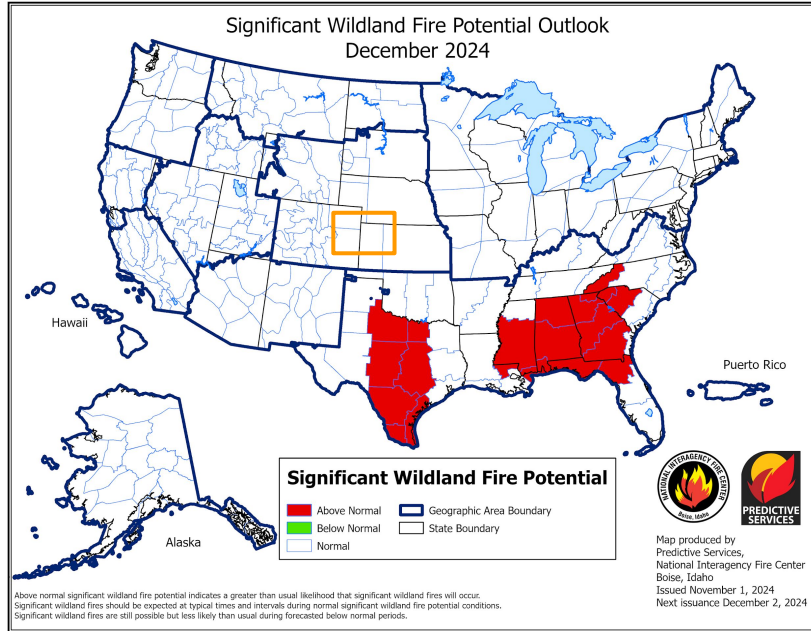 Significant Wildland Fire Potential Outlook
December 2024
Hawaii
Puerto Rico
Alaska
Significant Wildland Fire Potential
Above Normal
Geographic Area Boundary
Below Normal
State Boundary
Normal
NATIONAL INTERAGENCY FIRE CENTER
Boise, Idaho
PREDICTIVE
SERVICES
Map produced by
Predictive Services,
National Interagency Fire Center
Boise, Idaho
Issued November 1, 2024
Next issuance December 2, 2024
Above normal significant wildland fire potential indicates a greater than usual likelihood that significant wildland fires will occur.
Significant wildland fires should be expected at typical times and intervals during normal significant wildland fire potential conditions.
Significant wildland fires are still possible but less likely than usual during forecasted below normal periods.